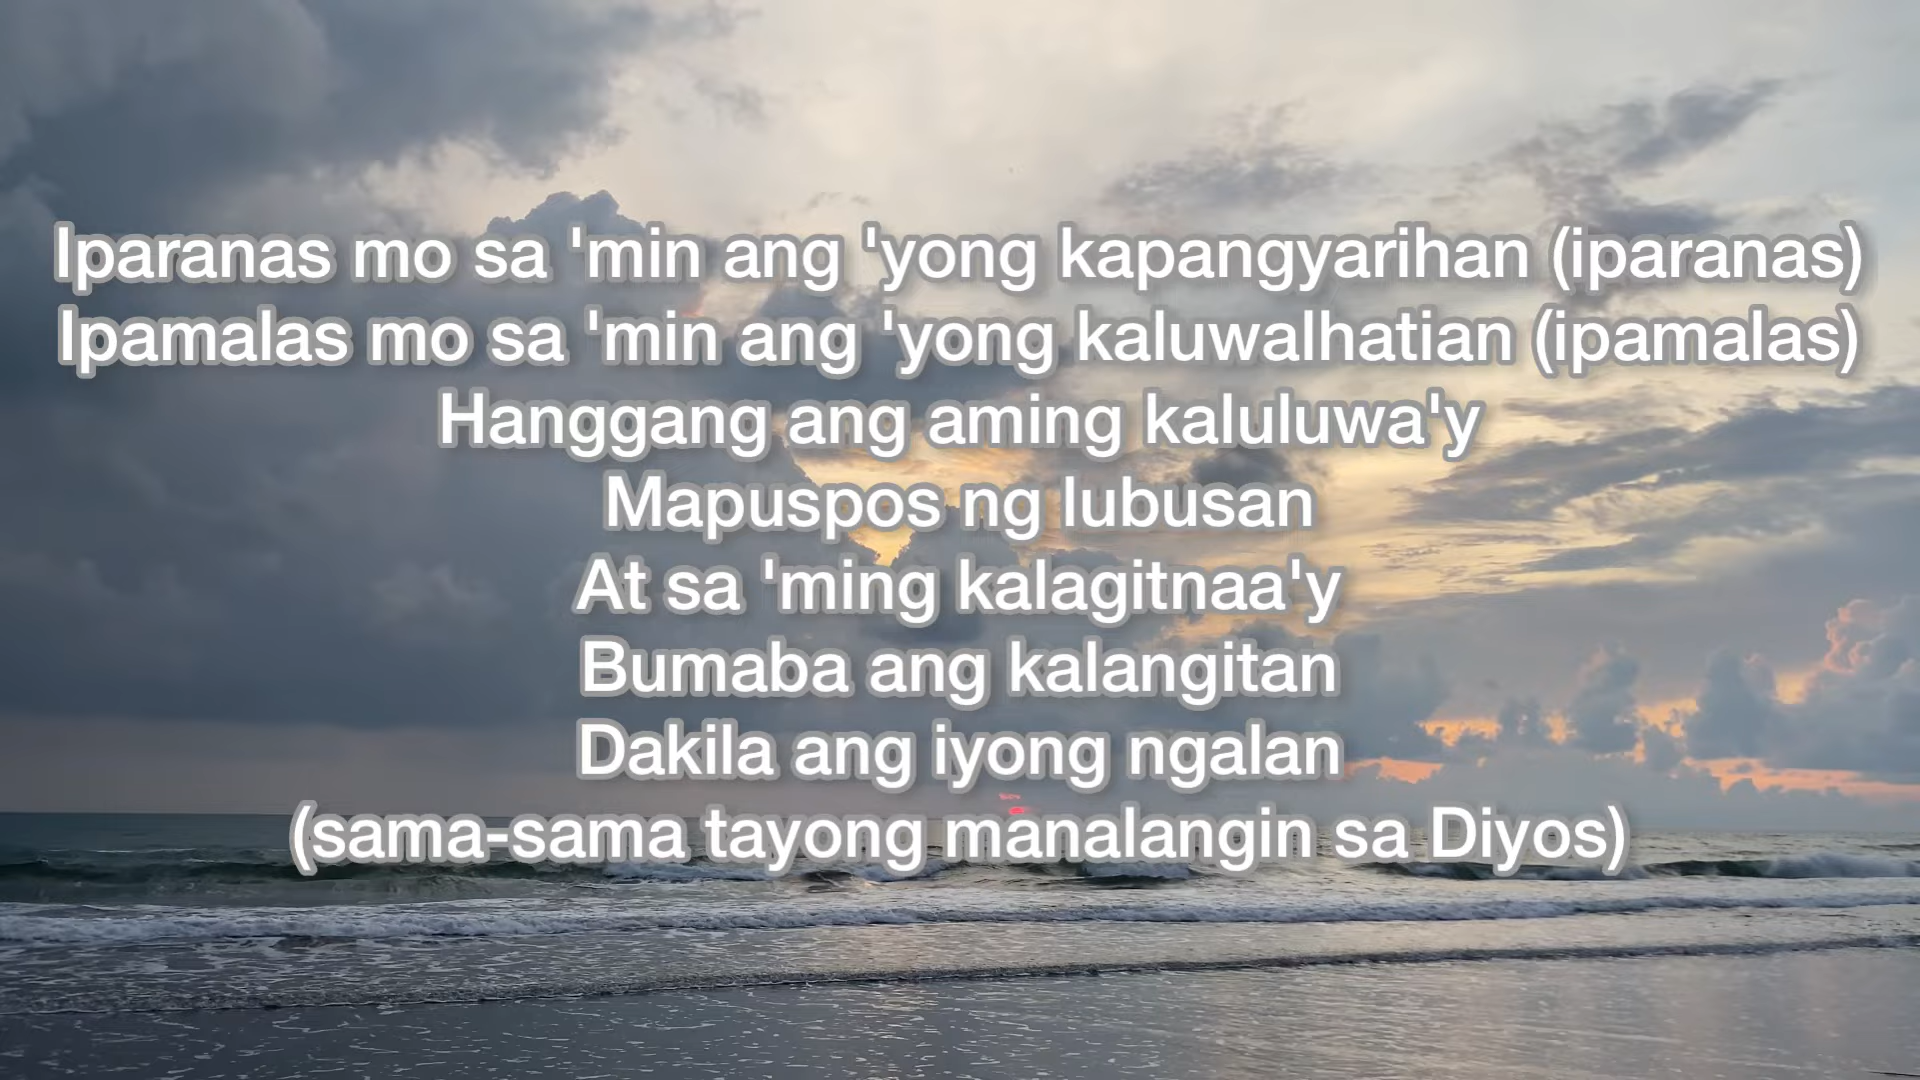 Iparanas mo sa 'min ang 'yong kapangyarihan (iparanas)
Ipamalas mo sa 'min ang 'yong kaluwalhatian (ipamalas)
Hanggang ang aming kaluluwa'y
Mapuspos ng lubusan
At sa 'ming kalagitnaa'y
Bumaba ang kalangitan
Dakila ang iyong ngalan
(sama-sama tayong manalangin sa Diyos)